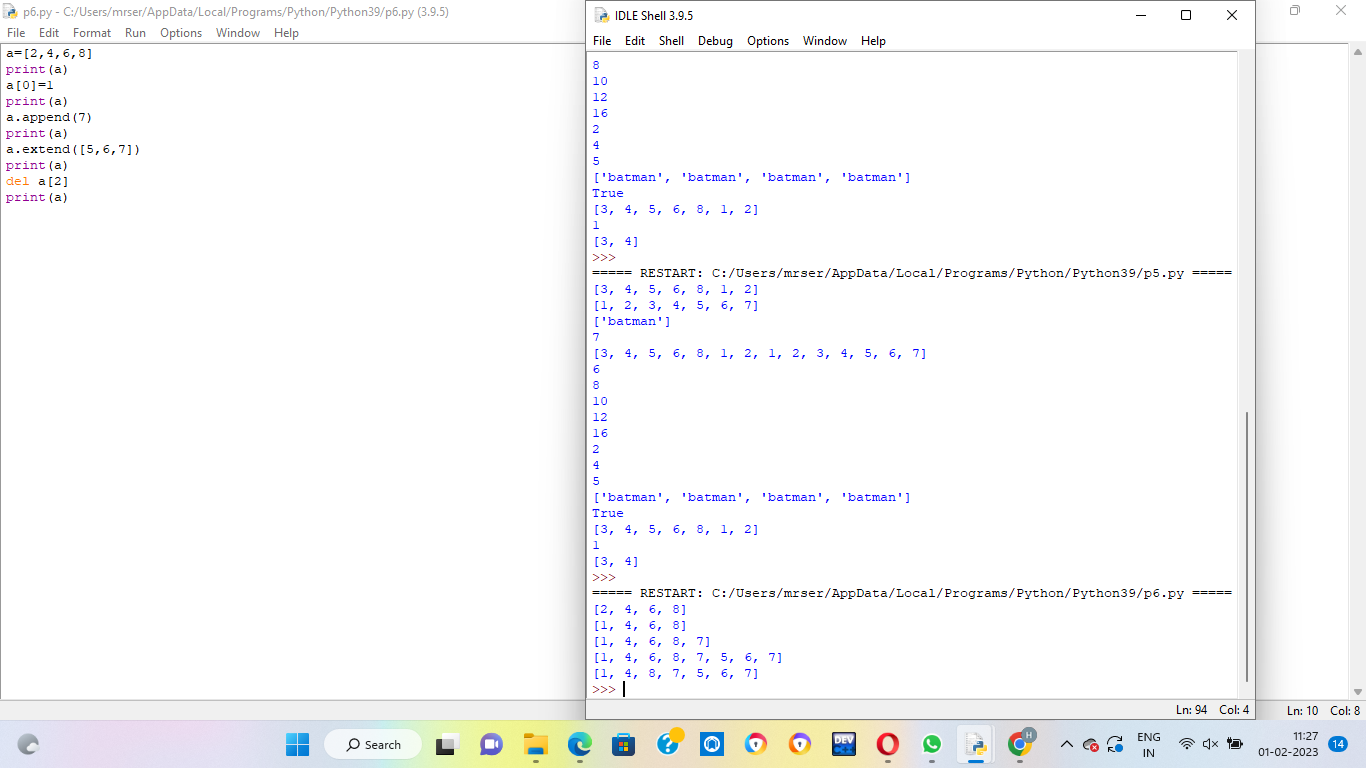 p6.py - C:/Users/mrser/AppData/Local/Programs/Python/Python39/p6.py (3.9.5)
File Edit Format Run Options Window Help
a=[2,4,6,8]
print(a)
a[0]=1
print(a)
a.append(7)
print(a)
a.extend([5,6,7])
print(a)
del a[2]
print(a)
IDLE Shell 3.9.5
File Edit Shell Debug Options Window Help
8
10
12
16
2
4
5
['batman', 'batman', 'batman', 'batman']
True
[3, 4, 5, 6, 8, 1, 2]
1
[3, 4]
>>>
===== RESTART: C:/Users/mrser/AppData/Local/Programs/Python/Python39/p5.py =====
[3, 4, 5, 6, 8, 1, 2]
[1, 2, 3, 4, 5, 6, 7]
['batman']
7
[3, 4, 5, 6, 8, 1, 2, 1, 2, 3, 4, 5, 6, 7]
6
8
10
12
16
2
4
5
['batman', 'batman', 'batman', 'batman']
True
[3, 4, 5, 6, 8, 1, 2]
1
[3, 4]
>>>
===== RESTART: C:/Users/mrser/AppData/Local/Programs/Python/Python39/p6.py =====
[2, 4, 6, 8]
[1, 4, 6, 8]
[1, 4, 6, 8, 7]
[1, 4, 6, 8, 7, 5, 6, 7]
[1, 4, 8, 7, 5, 6, 7]
>>>
Ln: 94 Col: 4
Ln: 10 Col: 8
Search
DEV
C++
H
ENG
IN
11:27
01-02-2023
14